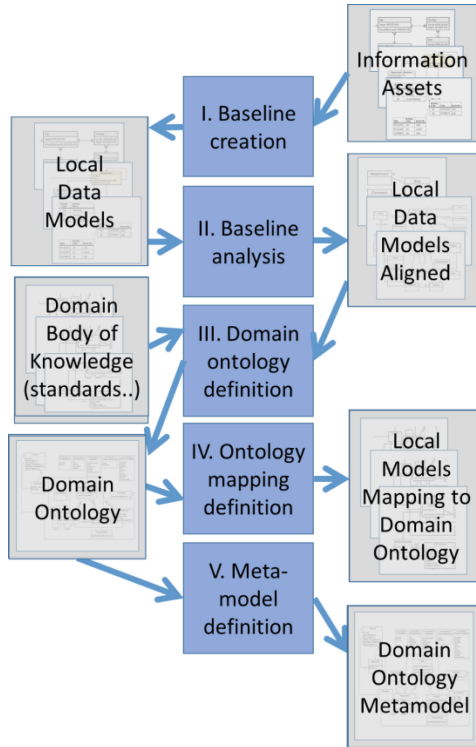 Information
Assets
I. Baseline
creation
Local
Data
Models
II. Baseline
analysis
Local
Data
Models
Aligned
Domain
Body of
Knowledge
(standards..)
III. Domain
ontology
definition
Domain
Ontology
IV. Ontology
mapping
definition
Local
Models
Mapping to
Domain
Ontology
V. Meta-
model
definition
Domain
Ontology
Metamodel